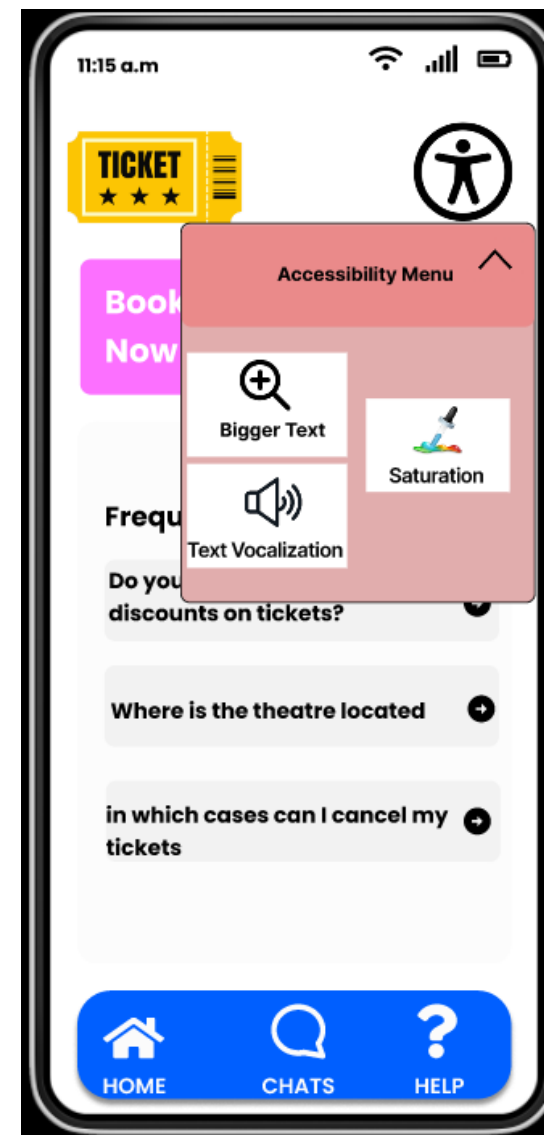 11:15 a.m
TICKET
Accessibility Menu
Book
Now
Bigger Text
Saturation
Text Vocalization
Frequ
Do you
discounts on tickets?
Where is the theatre located
in which cases can I cancel my
tickets
HOME CHATS HELP